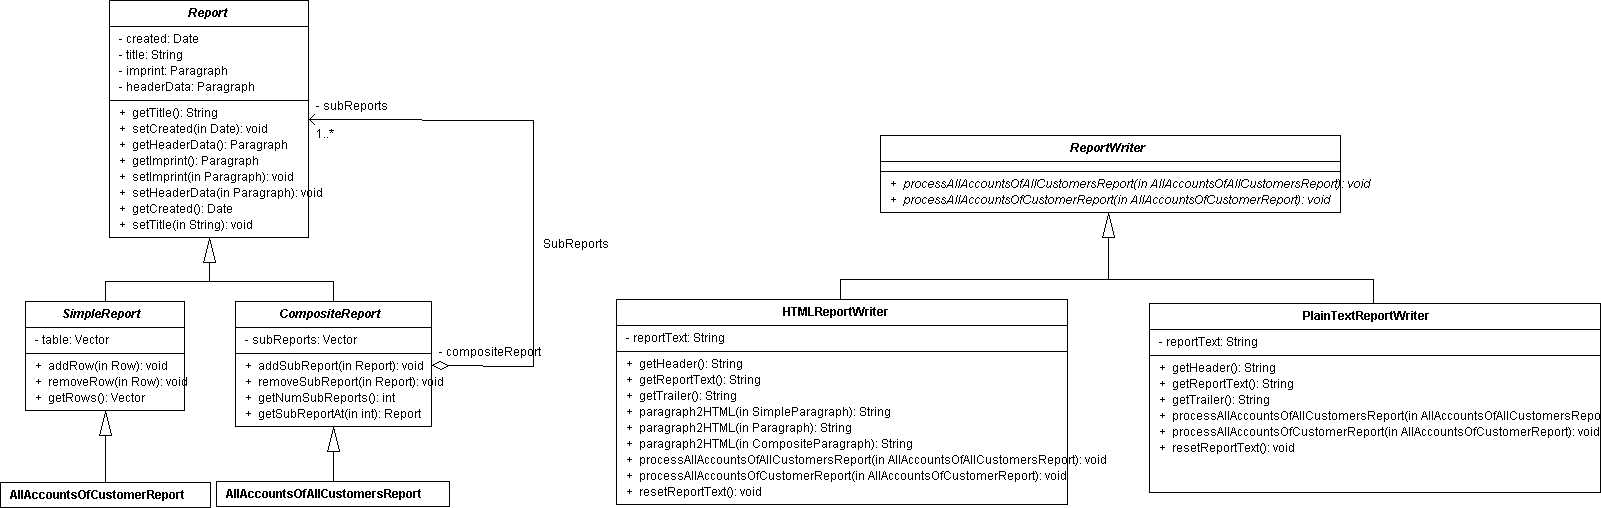 Report
- created: Date
- title: String
- imprint: Paragraph
- headerData: Paragraph
+ getTitle(): String
+ setCreated(in Date): void
+ getHeaderData(): Paragraph
+ getImprint(): Paragraph
+ setImprint(in Paragraph): void
+ setHeaderData(in Paragraph): void
+ getCreated(): Date
+ setTitle(in String): void
- subReports
1..*
SubReports
SimpleReport
- table: Vector
+ addRow(in Row): void
+ removeRow(in Row): void
+ getRows(): Vector
CompositeReport
- subReports: Vector
+ addSubReport(in Report): void
+ removeSubReport(in Report): void
+ getNumSubReports(): int
+ getSubReportAt(in int): Report
- compositeReport
AllAccountsOfCustomerReport
AllAccountsOfAllCustomersReport
ReportWriter
+ processAllAccountsOfAllCustomersReport(in AllAccountsOfAllCustomersReport): void
+ processAllAccountsOfCustomerReport(in AllAccountsOfCustomerReport): void
HTMLReportWriter
- reportText: String
+ getHeader(): String
+ getReportText(): String
+ getTrailer(): String
+ paragraph2HTML(in SimpleParagraph): String
+ paragraph2HTML(in Paragraph): String
+ paragraph2HTML(in CompositeParagraph): String
+ processAllAccountsOfAllCustomersReport(in AllAccountsOfAllCustomersReport): void
+ processAllAccountsOfCustomerReport(in AllAccountsOfCustomerReport): void
+ resetReportText(): void
PlainTextReportWriter
- reportText: String
+ getHeader(): String
+ getReportText(): String
+ getTrailer(): String
+ processAllAccountsOfAllCustomersReport(in AllAccountsOfAllCustomersRepo
+ processAllAccountsOfCustomerReport(in AllAccountsOfCustomerReport): void
+ resetReportText(): void